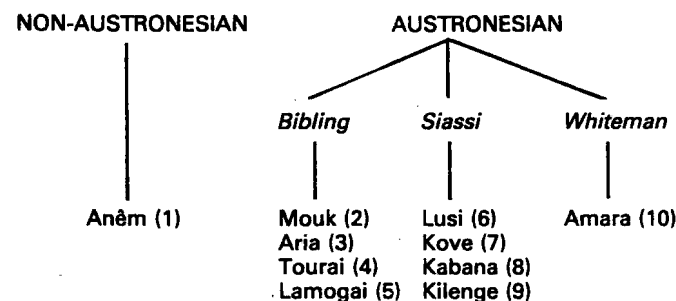 NON-AUSTRONESIAN AUSTRONESIAN
Bibling Siassi Whiteman
Anêm (1) Mouk (2) Lusi (6) Amara (10)
Aria (3) Kove (7)
Tourai (4) Kabana (8)
Lamogai (5) Kilenge (9)